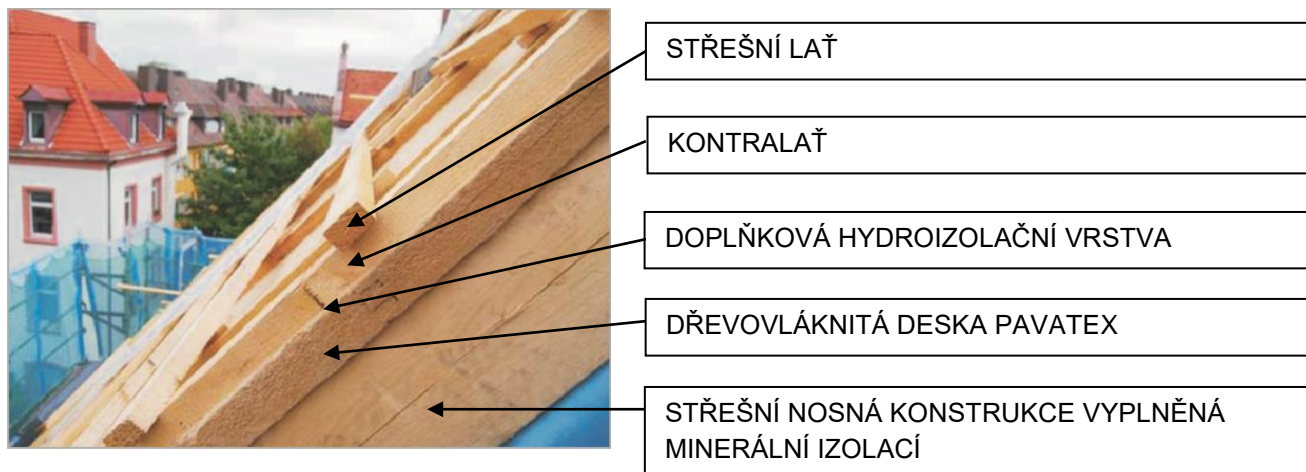 STŘEŠNÍ LAŤ
KONTRALAŤ
DOPLŇKOVÁ HYDROIZOLAČNÍ VRSTVA
DŘEVOVLÁKNITÁ DESKA PAVATEX
STŘEŠNÍ NOSNÁ KONSTRUKCE VYPLNĚNÁ
MINERÁLNÍ IZOLACÍ